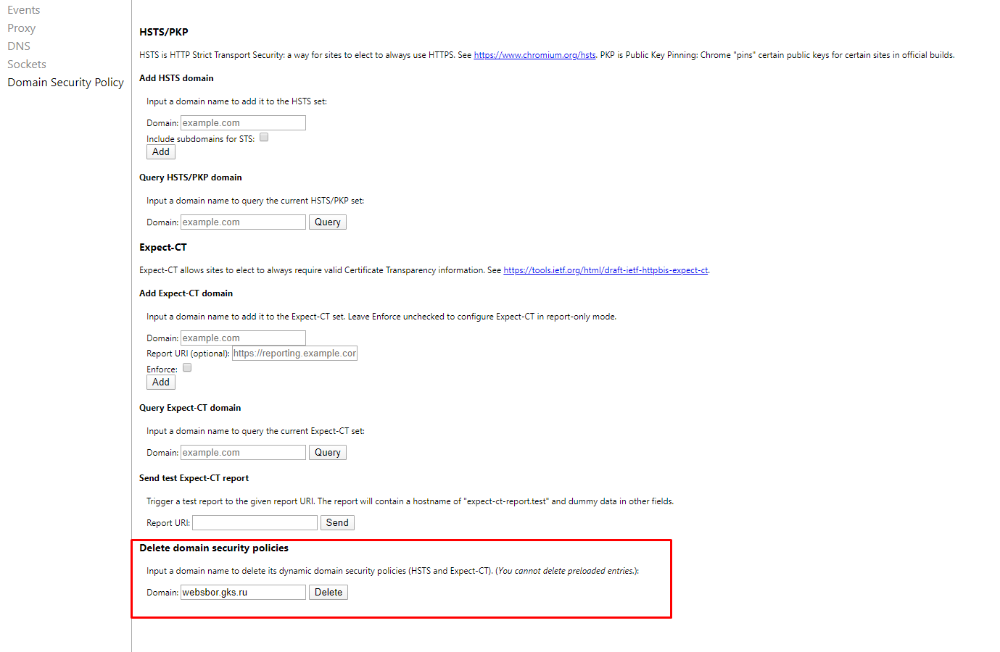 Events
Proxy
DNS
Sockets
Domain Security Policy
HSTS/PKP
HSTS is HTTP Strict Transport Security: a way for sites to elect to always use HTTPS. See https://www.chromium.org/hsts. PKP is Public Key Pinning: Chrome "pins" certain public keys for certain sites in official builds.
Add HSTS domain
Input a domain name to add it to the HSTS set:
Domain: example.com
Include subdomains for STS:
Add
Query HSTS/PKP domain
Input a domain name to query the current HSTS/PKP set:
Domain: example.com Query
Expect-CT
Expect-CT allows sites to elect to always require valid Certificate Transparency information. See https://tools.ietf.org/html/draft-ietf-httpbis-expect-ct.
Add Expect-CT domain
Input a domain name to add it to the Expect-CT set. Leave Enforce unchecked to configure Expect-CT in report-only mode.
Domain: example.com
Report URI (optional): https://reporting.example.cor
Enforce:
Add
Query Expect-CT domain
Input a domain name to query the current Expect-CT set:
Domain: example.com Query
Send test Expect-CT report
Trigger a test report to the given report URI. The report will contain a hostname of "expect-ct-report.test" and dummy data in other fields.
Report URI: Send
Delete domain security policies
Input a domain name to delete its dynamic domain security policies (HSTS and Expect-CT). (You cannot delete preloaded entries.):
Domain: websbor.gks.ru Delete